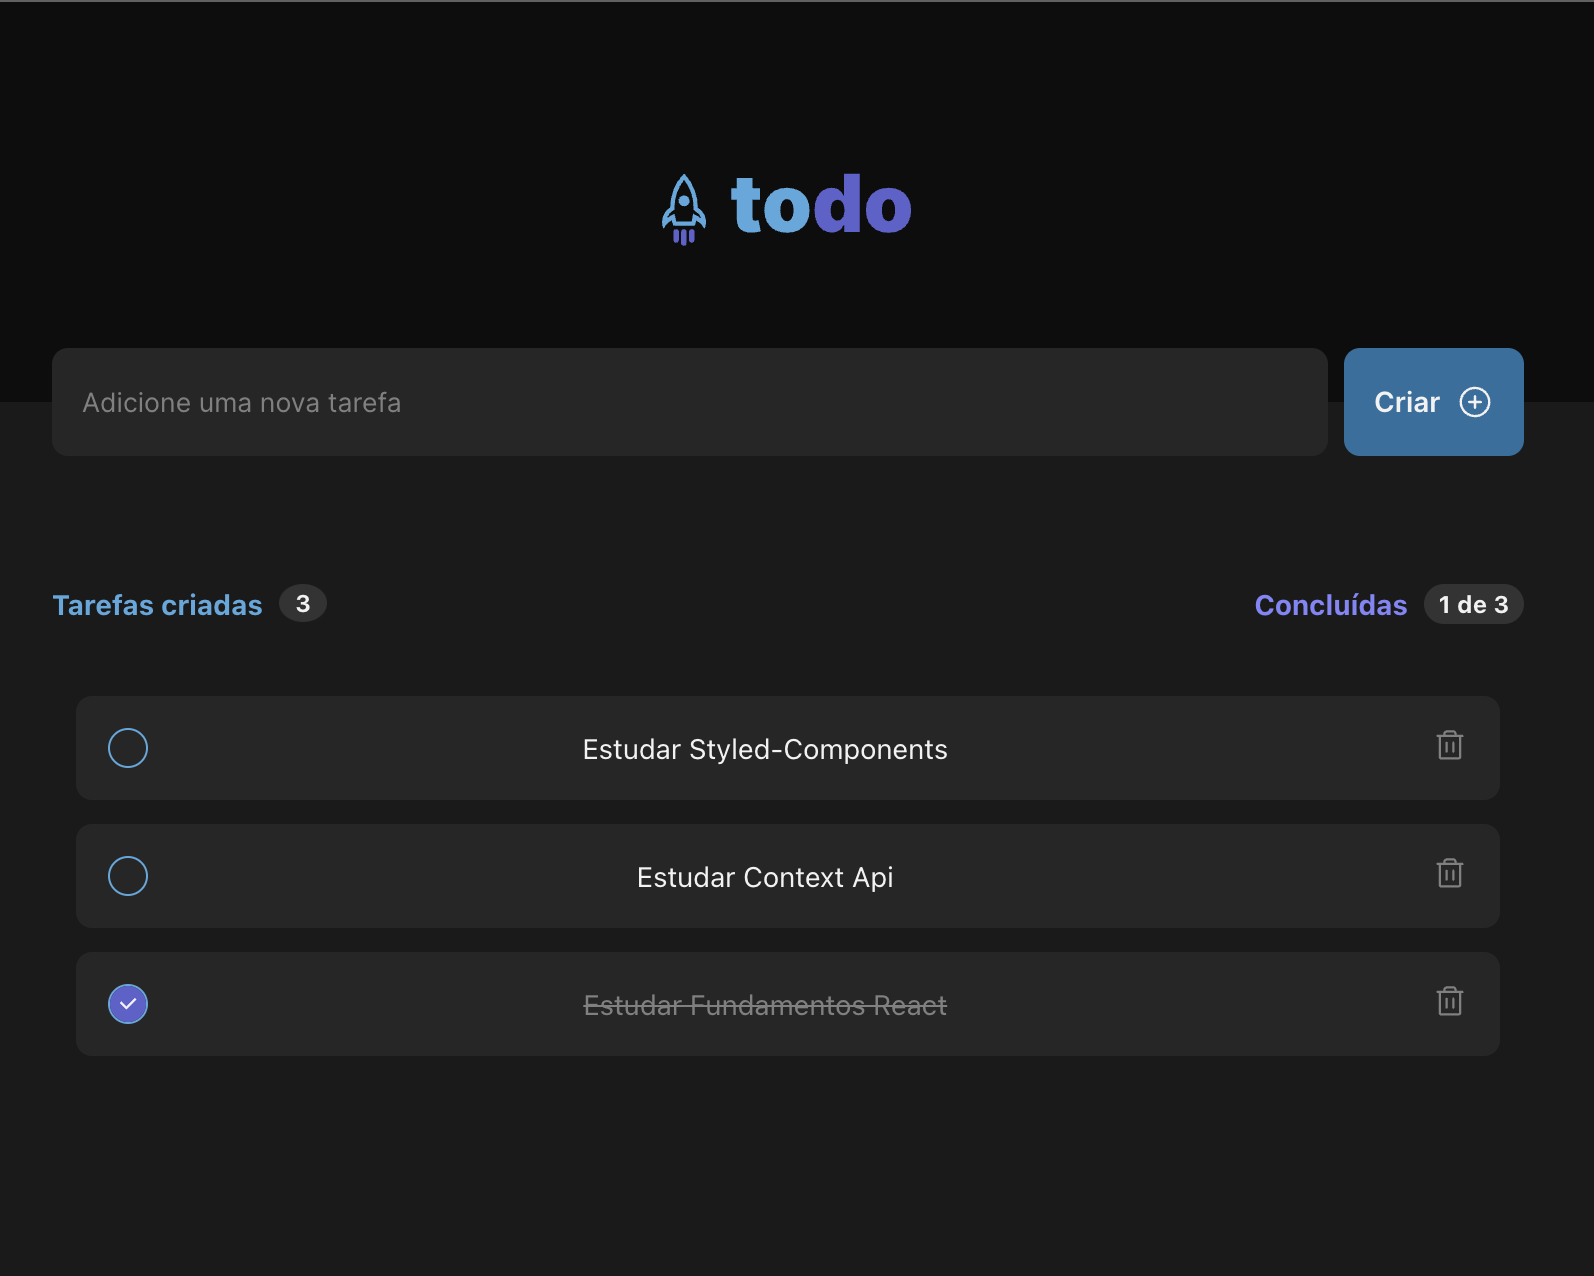 todo
Adicione uma nova tarefa
Criar
Tarefas criadas 3
Concluídas 1 de 3
Estudar Styled-Components
Estudar Context Api
Estudar Fundamentos React